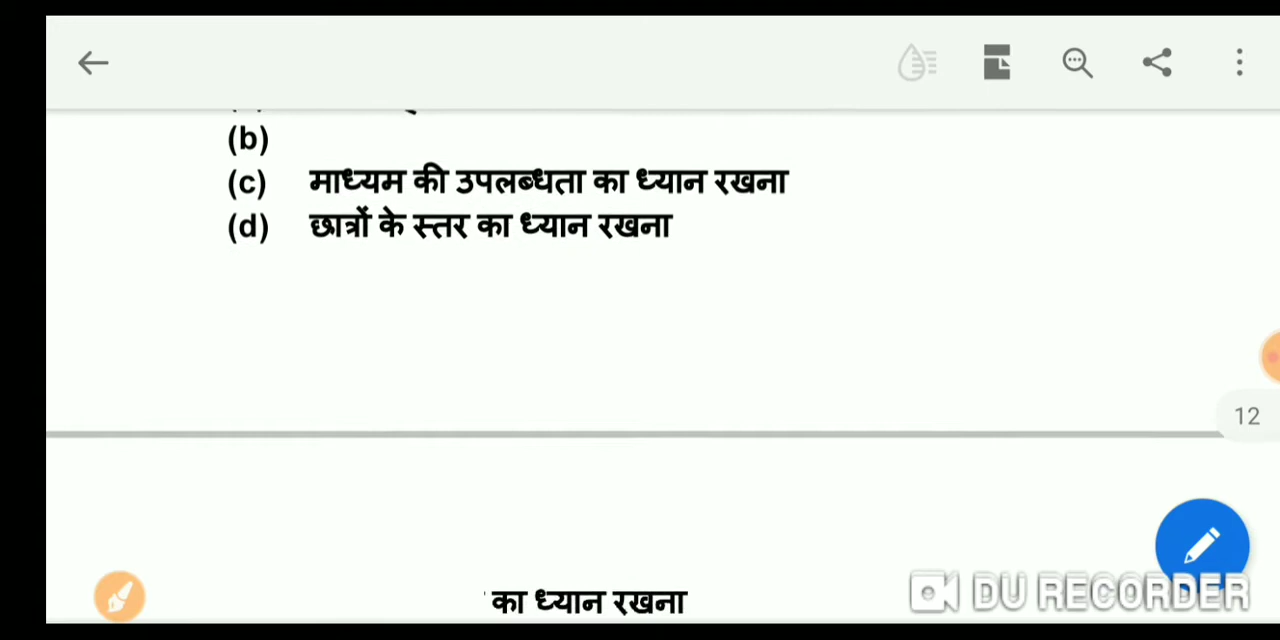 (b)
(c) माध्यम की उपलब्धता का ध्यान रखना
(d) छात्रों के स्तर का ध्यान रखना
12
का ध्यान रखना
DU RECORDER